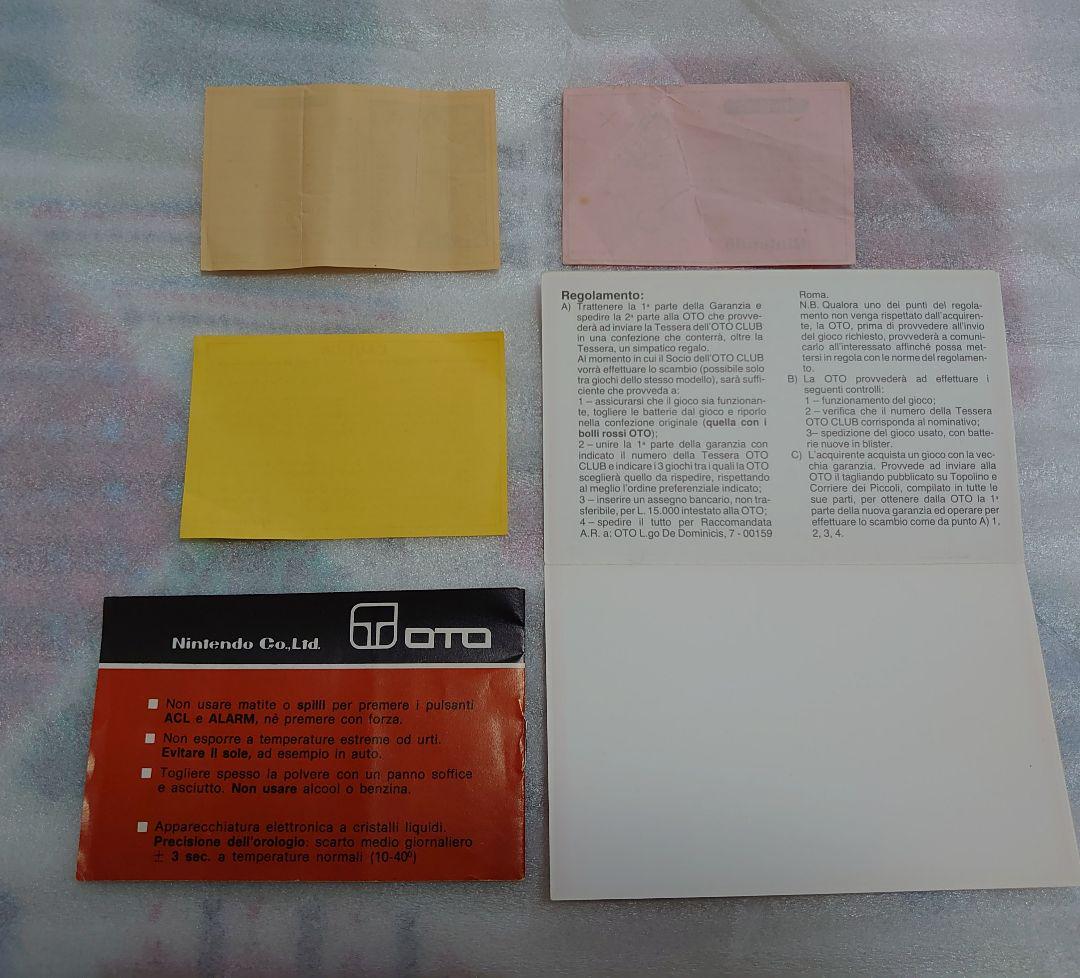 Regolamento:
A) Trattenere la 1ª parte della Garanzia e
spedire la 2ª parte alla OTO che provve-
derà ad inviare la Tessera dell'OTO CLUB
in una confezione che conterrà, oltre la
Tessera, un simpatico regalo.
Al momento in cui il Socio dell'OTO CLUB
vorrà effettuare lo scambio (possibile solo
tra giochi dello stesso modello), sarà suffi-
ciente che provveda a:
1 – assicurarsi che il gioco sia funzionan-
te, togliere le batterie dal gioco e riporlo
nella confezione originale (quella con i
bolli rossi OTO);
2 – unire la 1ª parte della garanzia con
indicato il numero della Tessera OTO
CLUB e indicare i 3 giochi tra i quali la OTO
sceglierà quello da rispedire, rispettando
al meglio l'ordine preferenziale indicato;
3 – inserire un assegno bancario, non tra-
sferibile, per L. 15.000 intestato alla OTO;
4 – spedire il tutto per Raccomandata
A.R. a: OTO L.go De Dominicis, 7 - 00159
Roma.
N.B. Qualora uno dei punti del regola-
mento non venga rispettato dall'acquiren-
te, la OTO, prima di provvedere all'invio
del gioco richiesto, provvederà a comuni-
carlo all'interessato affinché possa met-
tersi in regola con le norme del regolamen-
to.
B) La OTO provvederà ad effettuare i
seguenti controlli:
1 – funzionamento del gioco;
2 – verifica che il numero della Tessera
OTO CLUB corrisponda al nominativo;
3– spedizione del gioco usato, con batte-
rie nuove in blister.
C) L'acquirente acquista un gioco con la vec-
chia garanzia. Provvede ad inviare alla
OTO il tagliando pubblicato su Topolino e
Corriere dei Piccoli, compilato in tutte le
sue parti, per ottenere dalla OTO la 1ª
parte della nuova garanzia ed operare per
effettuare lo scambio come da punto A) 1,
2, 3, 4.
Nintendo Co.,Ltd. OTO
Non usare matite o spilli per premere i pulsanti
ACL e ALARM, nè premere con forza.
Non esporre a temperature estreme od urti.
Evitare il sole, ad esempio in auto.
Togliere spesso la polvere con un panno soffice
e asciutto. Non usare alcool o benzina.
Apparecchiatura elettronica a cristalli liquidi.
Precisione dell'orologio: scarto medio giornaliero
± 3 sec. a temperature normali (10-40º)